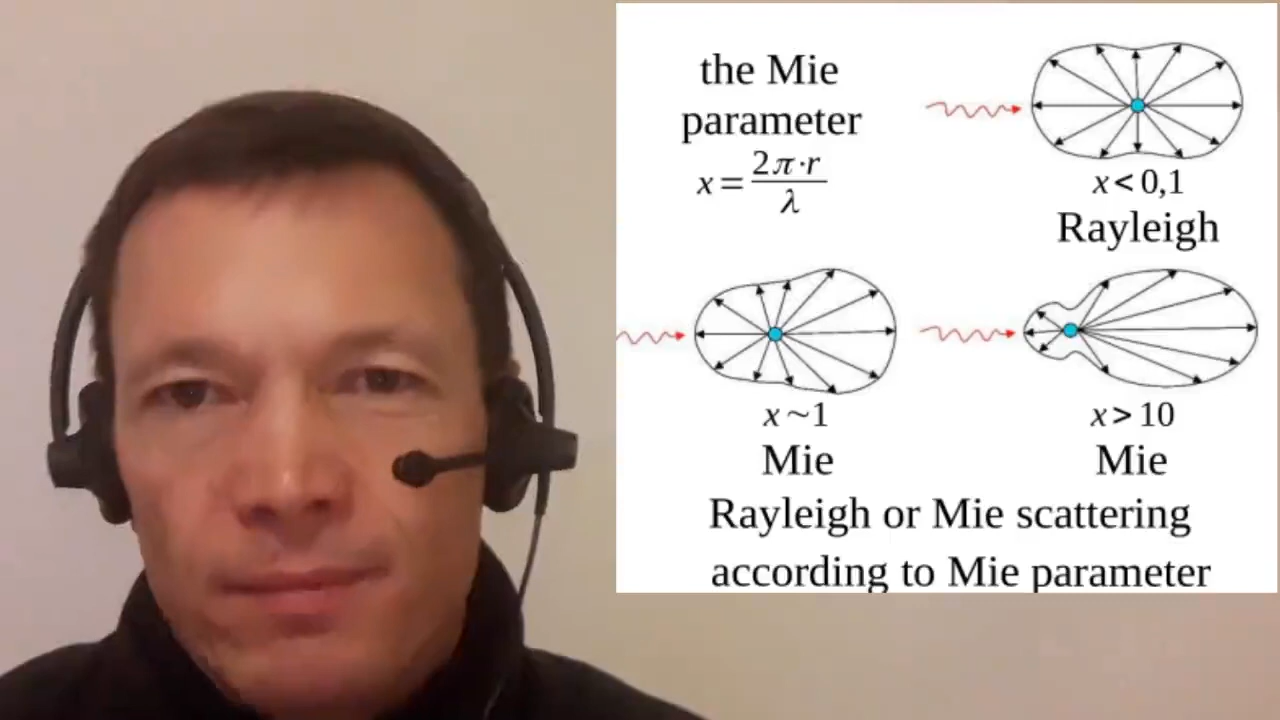 the Mie
parameter
x = 2π·r / λ
x < 0,1
Rayleigh
x ~ 1
Mie
x > 10
Mie
Rayleigh or Mie scattering
according to Mie parameter